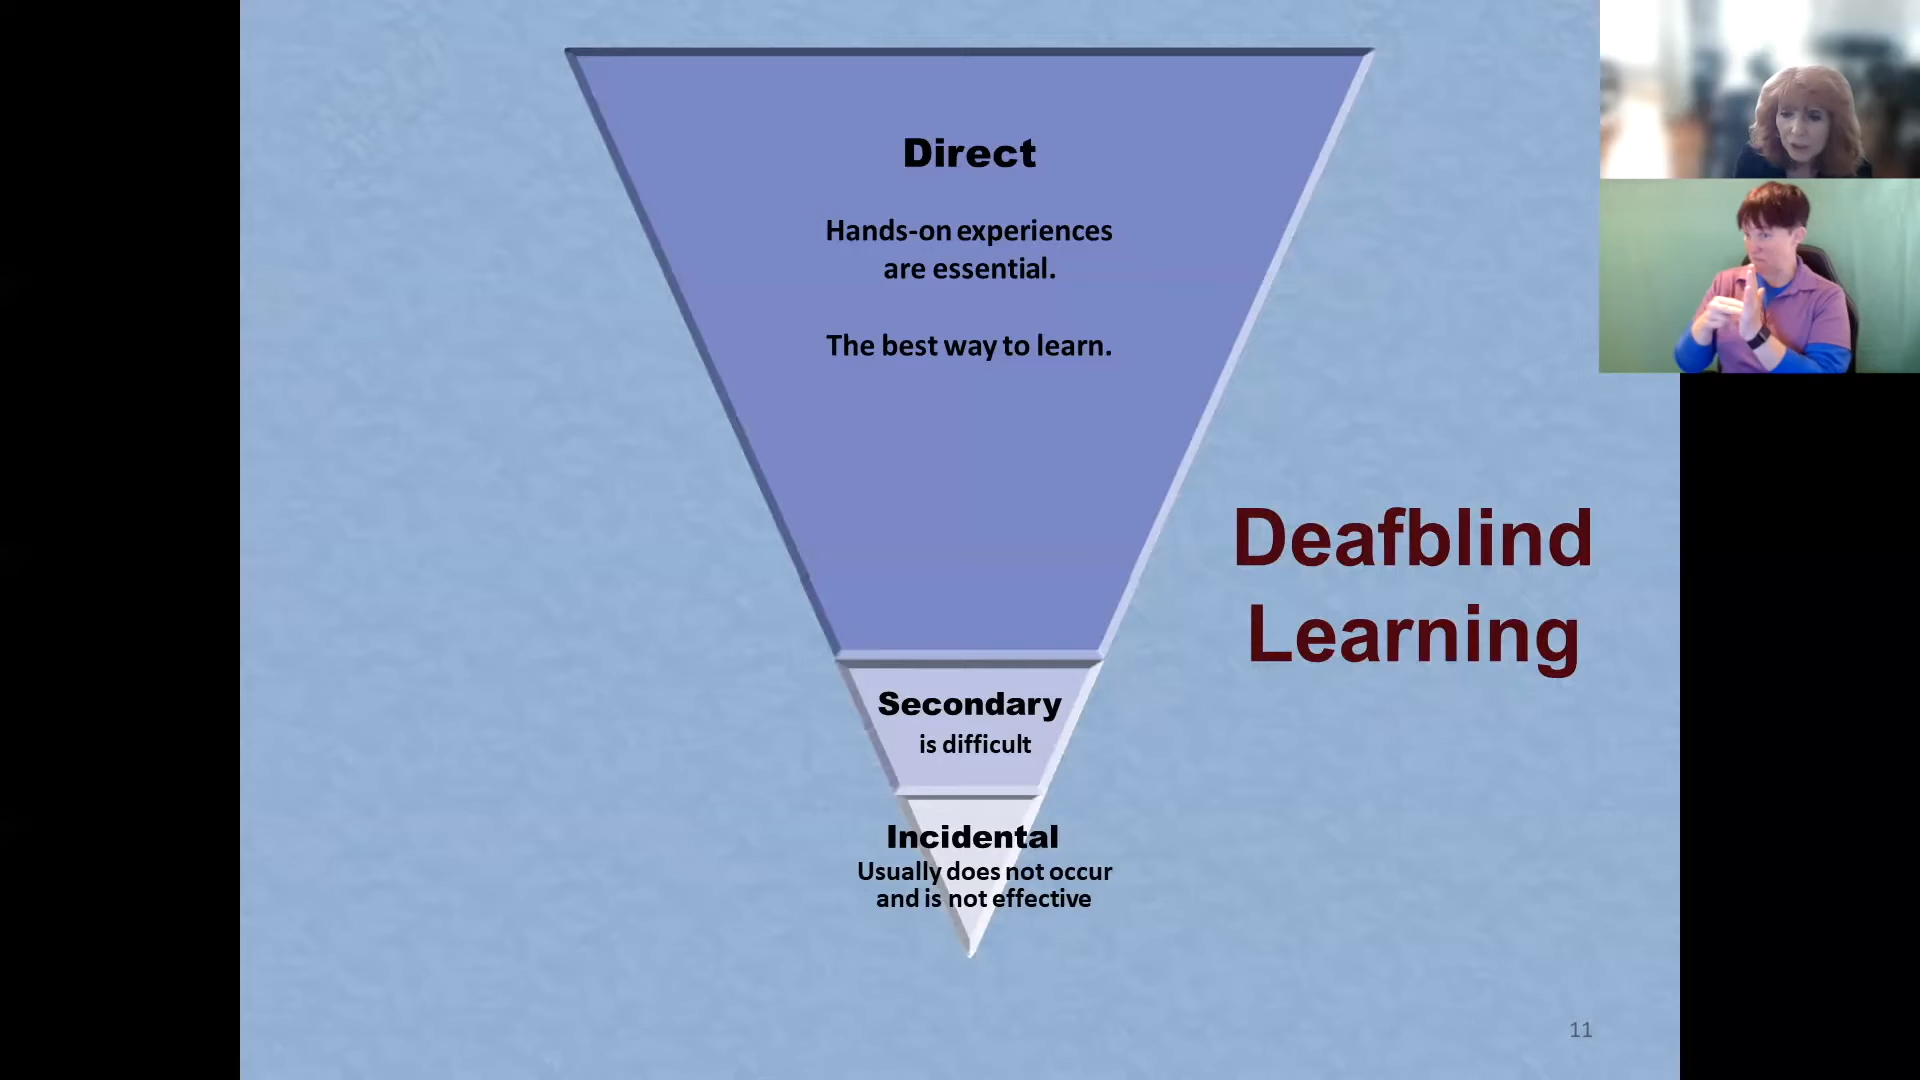 Direct
Hands-on experiences
are essential.
The best way to learn.
Deafblind
Learning
Secondary
is difficult
Incidental
Usually does not occur
and is not effective
11